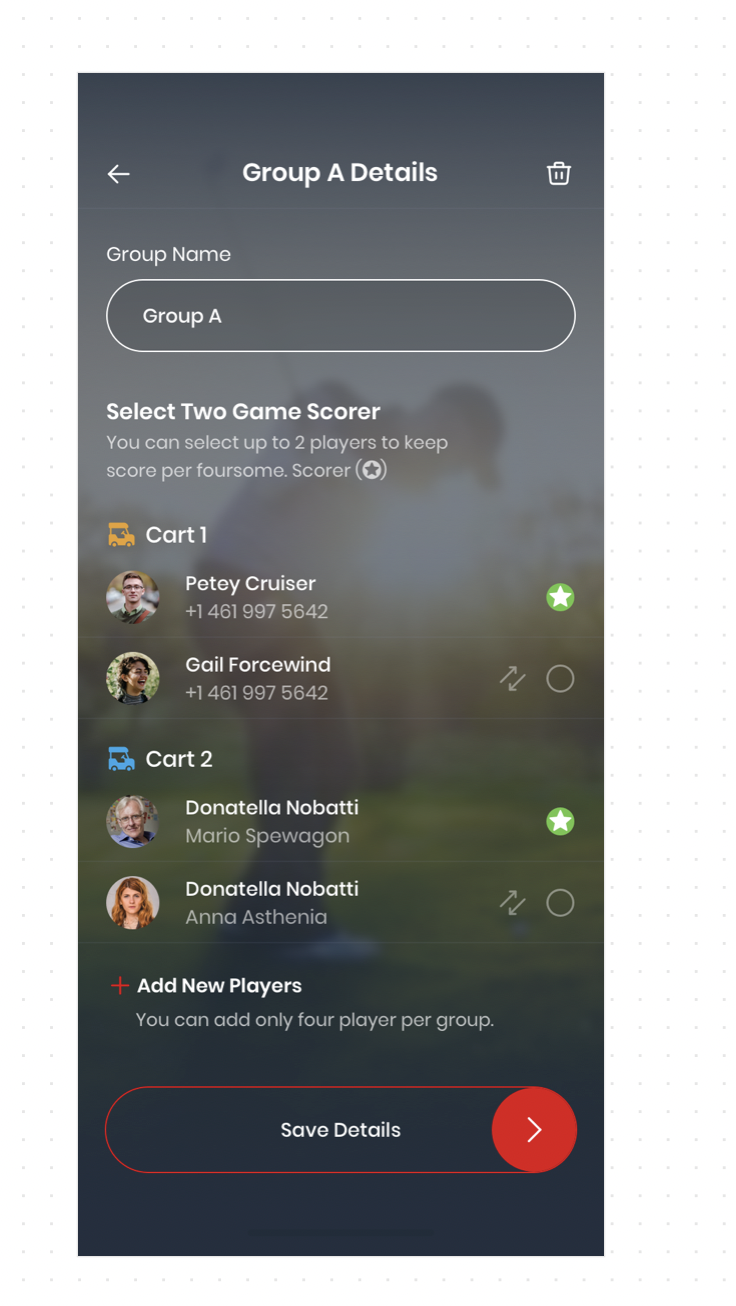 Group A Details
Group Name
Group A
Select Two Game Scorer
You can select up to 2 players to keep
score per foursome. Scorer ( )
Cart 1
Petey Cruiser
+1 461 997 5642
Gail Forcewind
+1 461 997 5642
Cart 2
Donatella Nobatti
Mario Spewagon
Donatella Nobatti
Anna Asthenia
Add New Players
You can add only four player per group.
Save Details